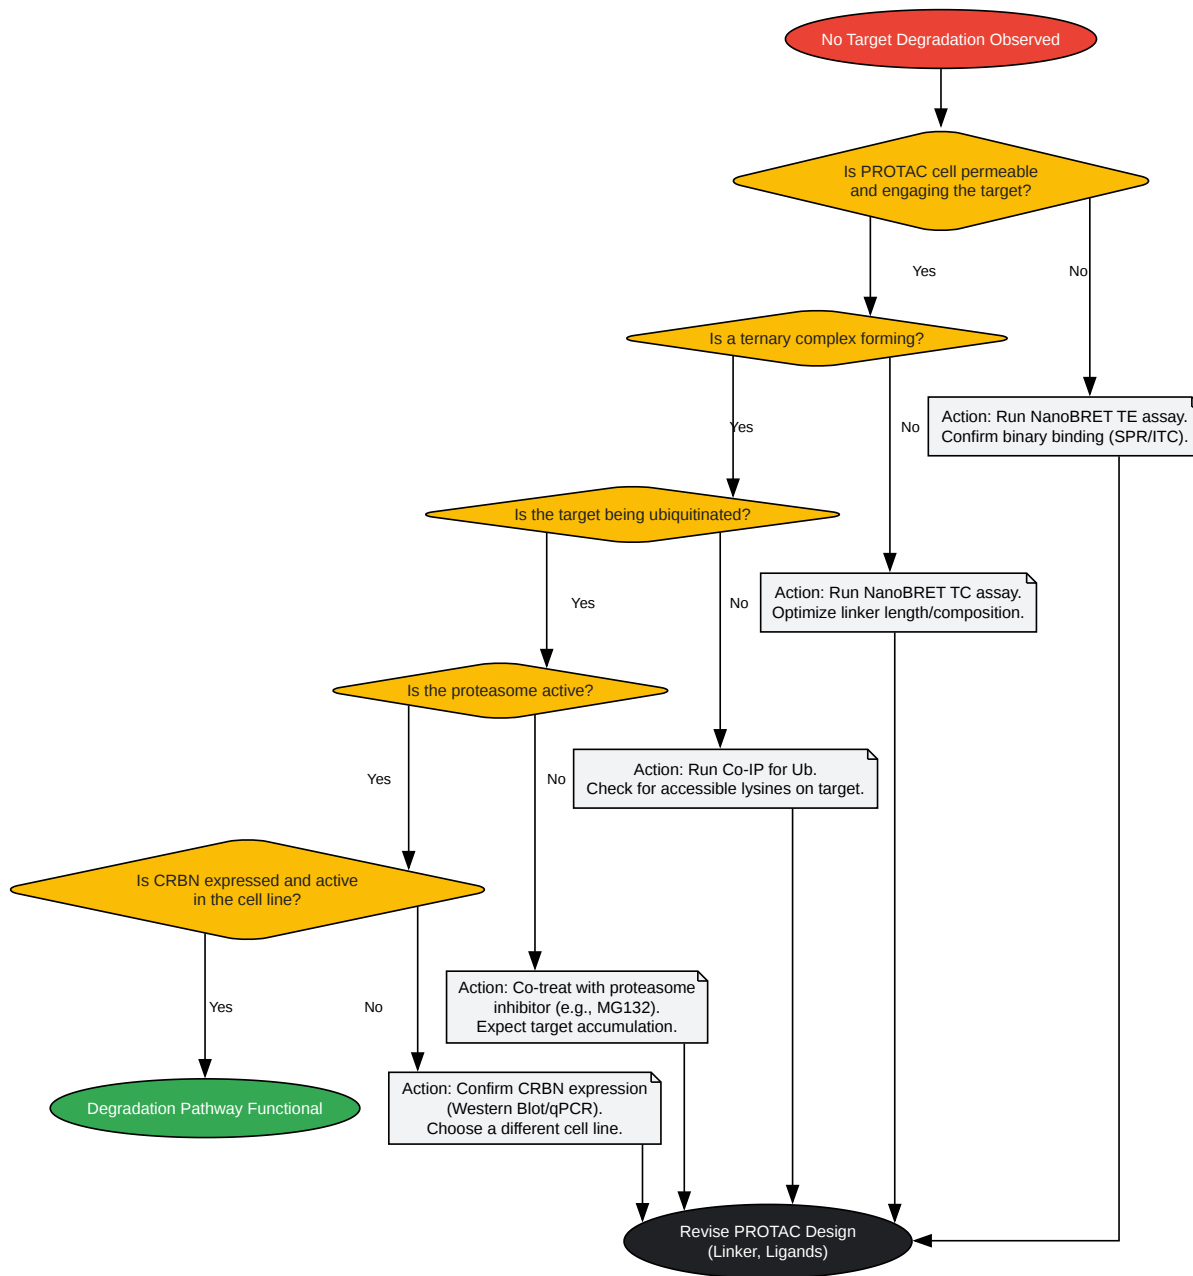 No Target Degradation Observed
Is PROTAC cell permeable
and engaging the target?
Yes
No
Is a ternary complex forming?
Action: Run NanoBRET TE assay.
Confirm binary binding (SPR/ITC).
Yes
No
Is the target being ubiquitinated?
Action: Run NanoBRET TC assay.
Optimize linker length/composition.
Yes
No
Is the proteasome active?
Action: Run Co-IP for Ub.
Check for accessible lysines on target.
Yes
No
Is CRBN expressed and active
in the cell line?
Action: Co-treat with proteasome
inhibitor (e.g., MG132).
Expect target accumulation.
Yes
No
Degradation Pathway Functional
Action: Confirm CRBN expression
(Western Blot/qPCR).
Choose a different cell line.
Revise PROTAC Design
(Linker, Ligands)